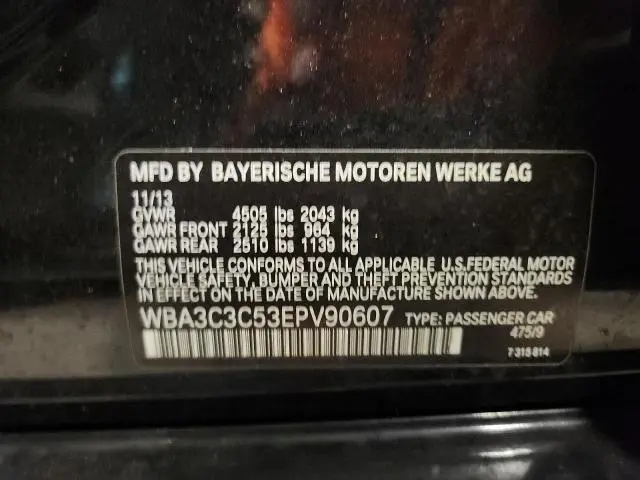 MFD BY BAYERISCHE MOTOREN WERKE AG
11/13
GVWR 4505 lbs 2043 kg
GAWR FRONT 2125 lbs 964 kg
GAWR REAR 2510 lbs 1139 kg
THIS VEHICLE CONFORMS TO ALL APPLICABLE U.S.FEDERAL MOTOR
VEHICLE SAFETY, BUMPER AND THEFT PREVENTION STANDARDS
IN EFFECT ON THE DATE OF MANUFACTURE SHOWN ABOVE.
WBA3C3C53EPV90607 TYPE: PASSENGER CAR
475/9
7 315 814